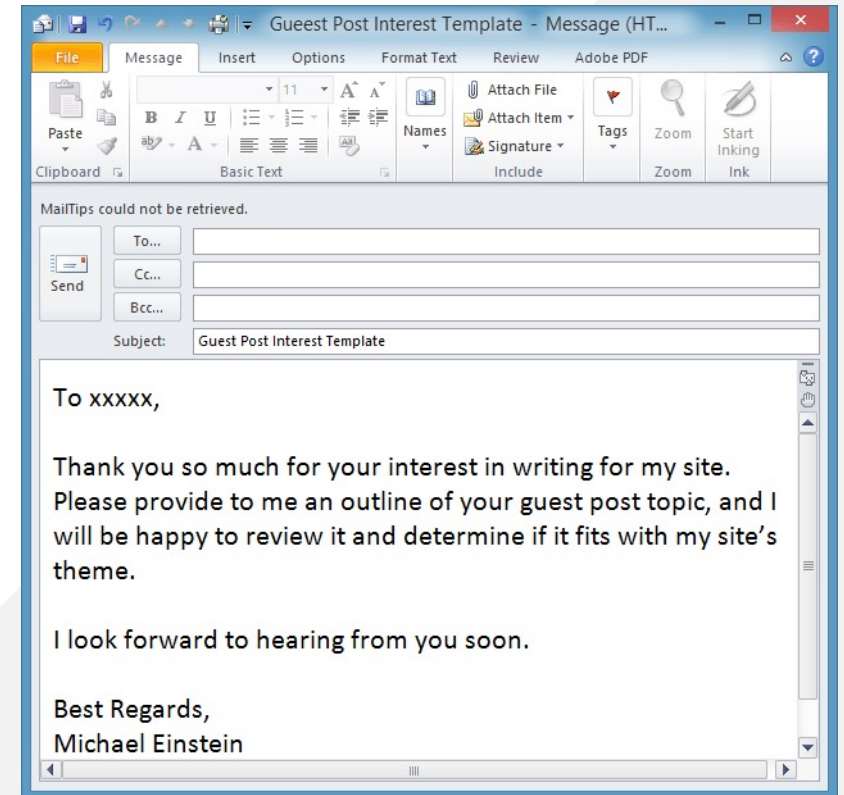 Gueest Post Interest Template - Message (HT...
File Message Insert Options Format Text Review Adobe PDF
11 A A Attach File
B I U Attach Item
Paste Names Signature Tags Zoom Start Inking
ab A Aa
Clipboard Basic Text Include Zoom Ink
MailTips could not be retrieved.
To...
Cc...
Send
Bcc...
Subject: Guest Post Interest Template
To xxxxx,
Thank you so much for your interest in writing for my site.
Please provide to me an outline of your guest post topic, and I
will be happy to review it and determine if it fits with my site's
theme.
I look forward to hearing from you soon.
Best Regards,
Michael Einstein